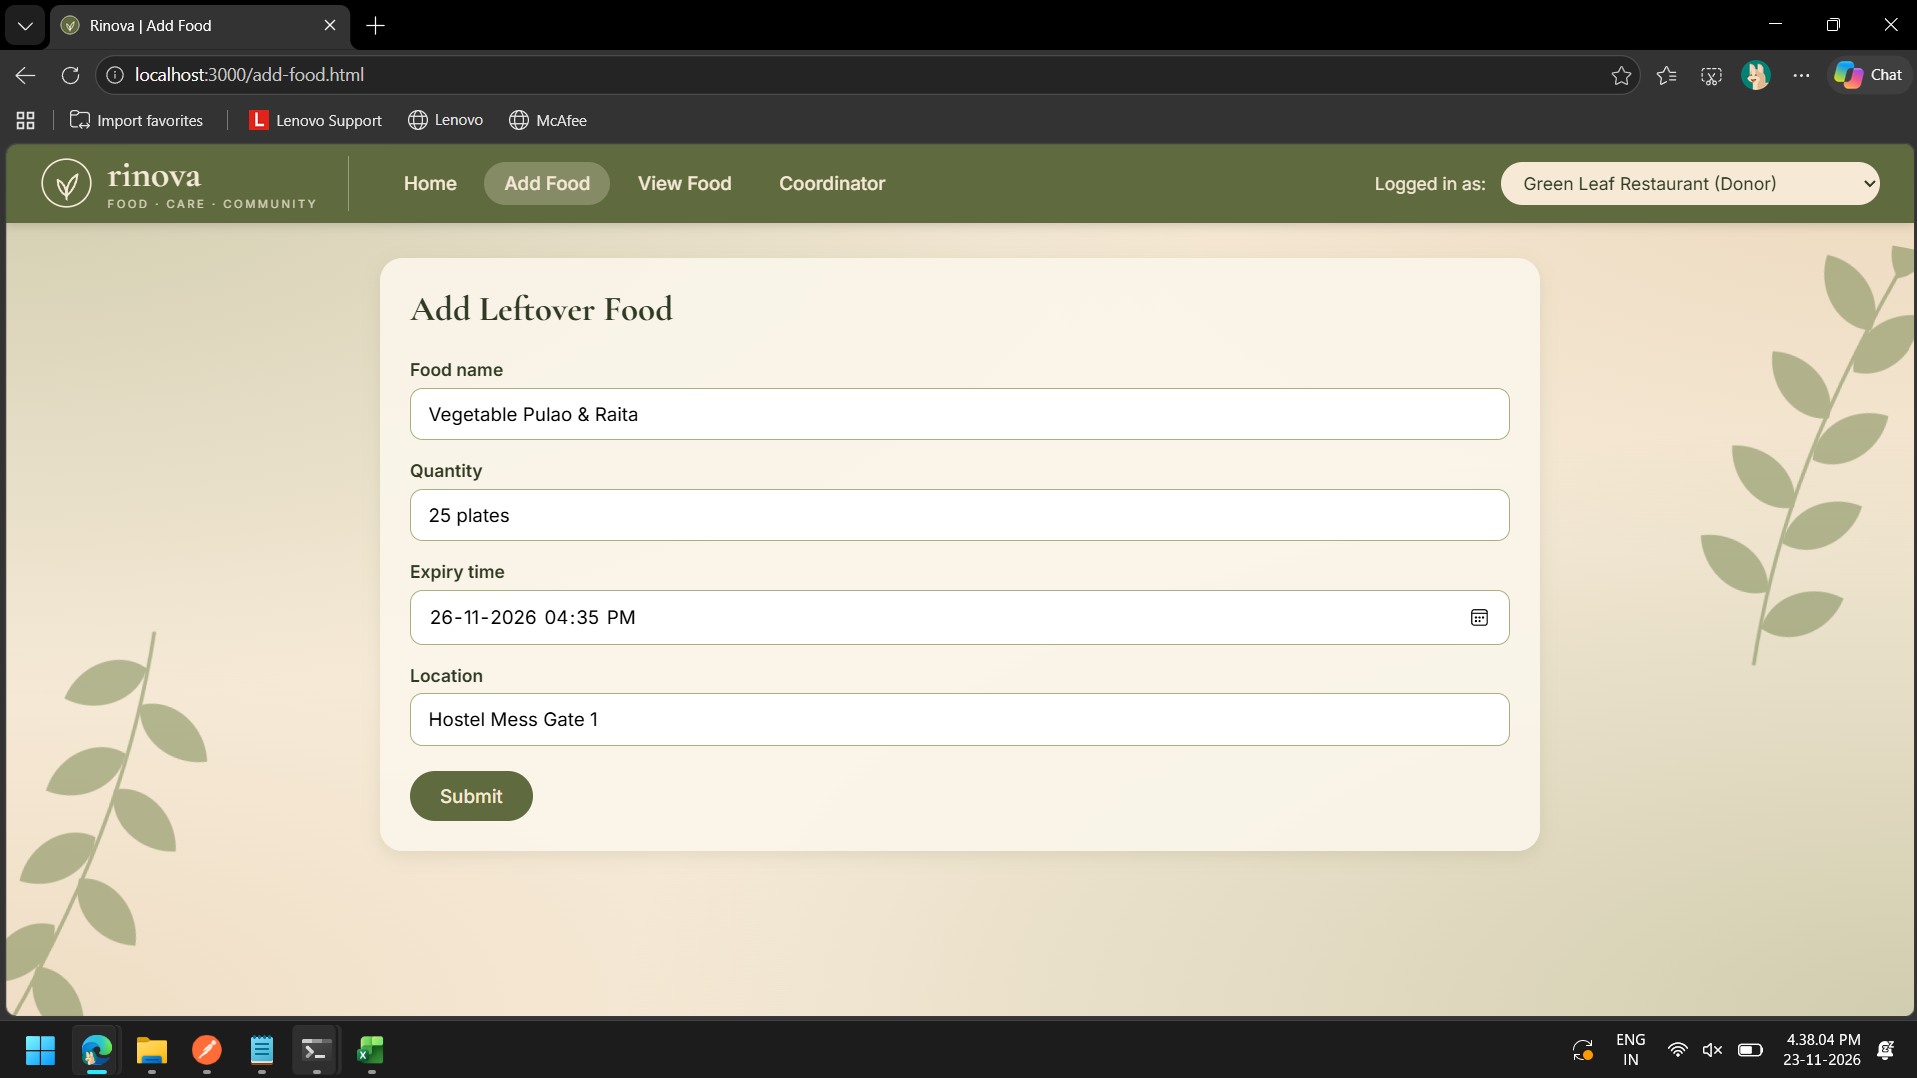 Rinova | Add Food
localhost:3000/add-food.html
Chat
Import favorites
L Lenovo Support
Lenovo
McAfee
rinova
FOOD · CARE · COMMUNITY
Home
Add Food
View Food
Coordinator
Logged in as:
Green Leaf Restaurant (Donor)
Add Leftover Food
Food name
Vegetable Pulao & Raita
Quantity
25 plates
Expiry time
26-11-2026 04:35 PM
Location
Hostel Mess Gate 1
Submit
ENG
IN
4.38.04 PM
23-11-2026